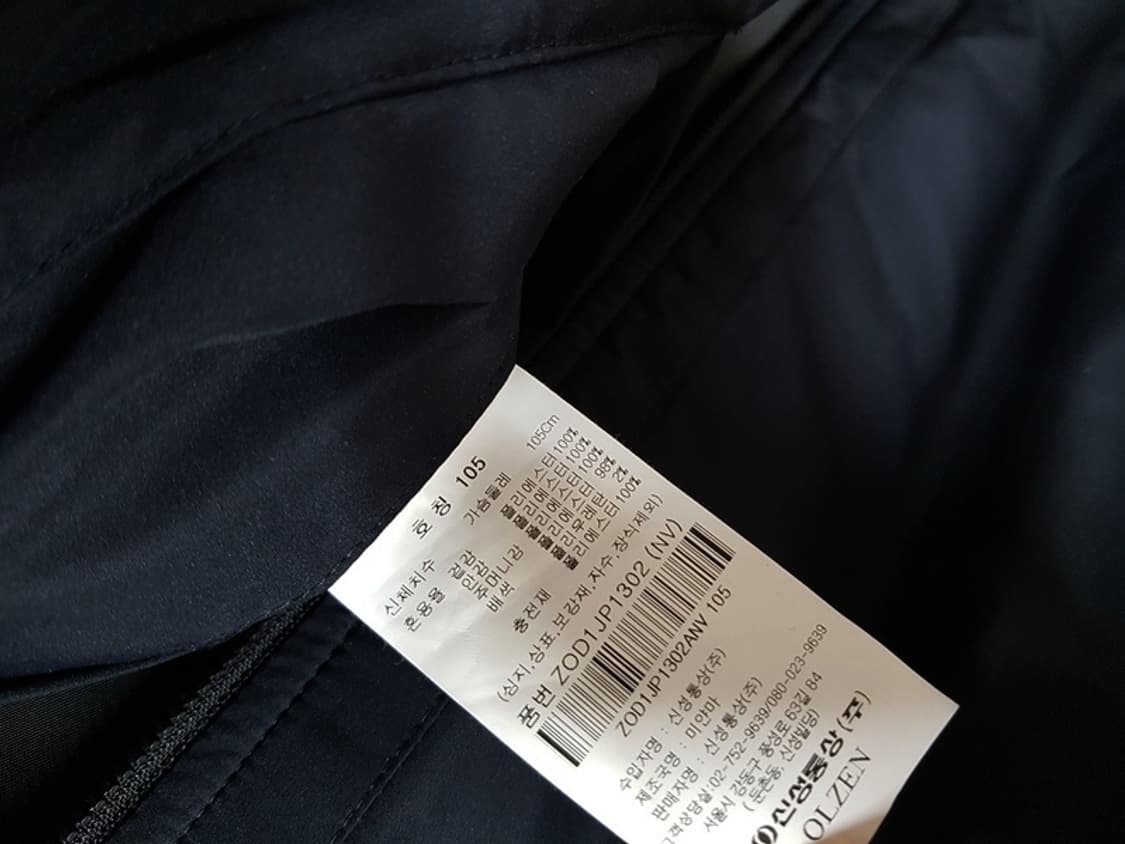 호 칭 105
신체치수 가슴둘레 105Cm
혼용율 겉감 폴리에스터 100%
안감 폴리에스터 100%
주머니감 폴리에스터 100%
배색 폴리에스터 98%
폴리우레탄 2%
충전재 폴리에스터 100%
(심지,상표,보강재,자수,장식제외)
품번 ZOD1JP1302 (NV)
ZOD1JP1302ANV 105
수입자명 : 신성통상(주)
제조국명 : 미얀마
판매자명 : 신성통상(주)
고객상담실:02-752-9639/080-023-9639
서울시 강동구 풍성로 63길 84
( 둔촌동, 신성빌딩)
신성통상(주)
OLZEN